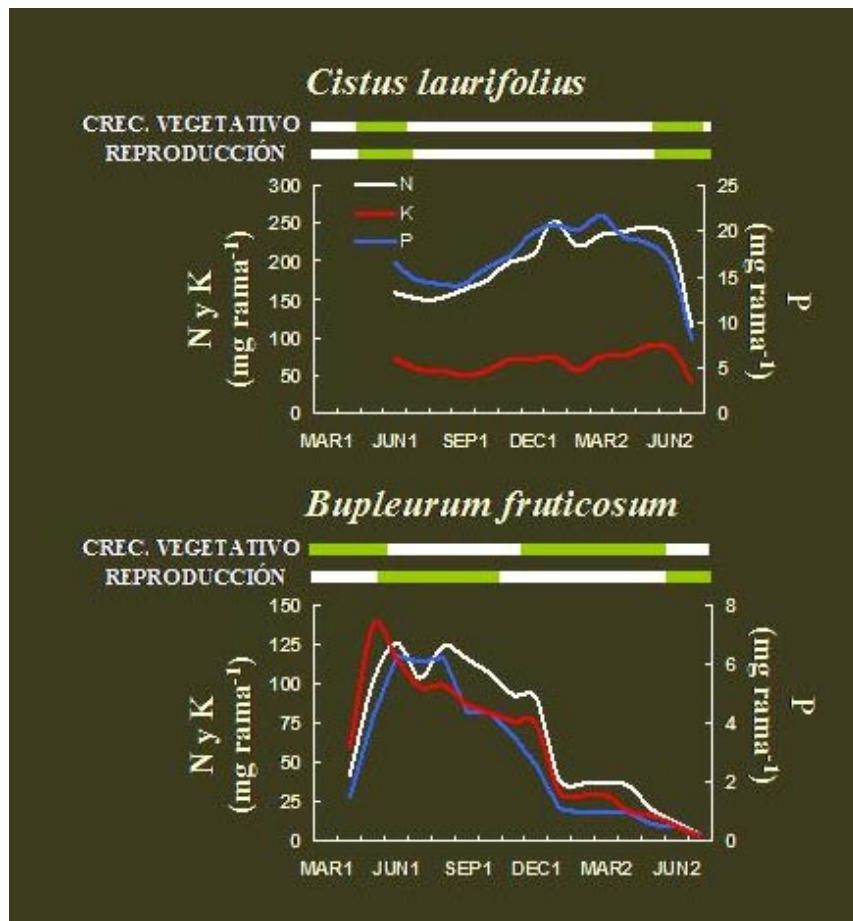 Cistus laurifolius
CREC. VEGETATIVO
REPRODUCCIÓN
300
250
200
150
100
50
0
N y K
(mg rama-1)
N
K
P
25
20
15
10
5
0
P
(mg rama-1)
MAR1 JUN1 SEP1 DEC1 MAR2 JUN2
Bupleurum fruticosum
CREC. VEGETATIVO
REPRODUCCIÓN
150
125
100
75
50
25
0
N y K
(mg rama-1)
8
6
4
2
0
P
(mg rama-1)
MAR1 JUN1 SEP1 DEC1 MAR2 JUN2